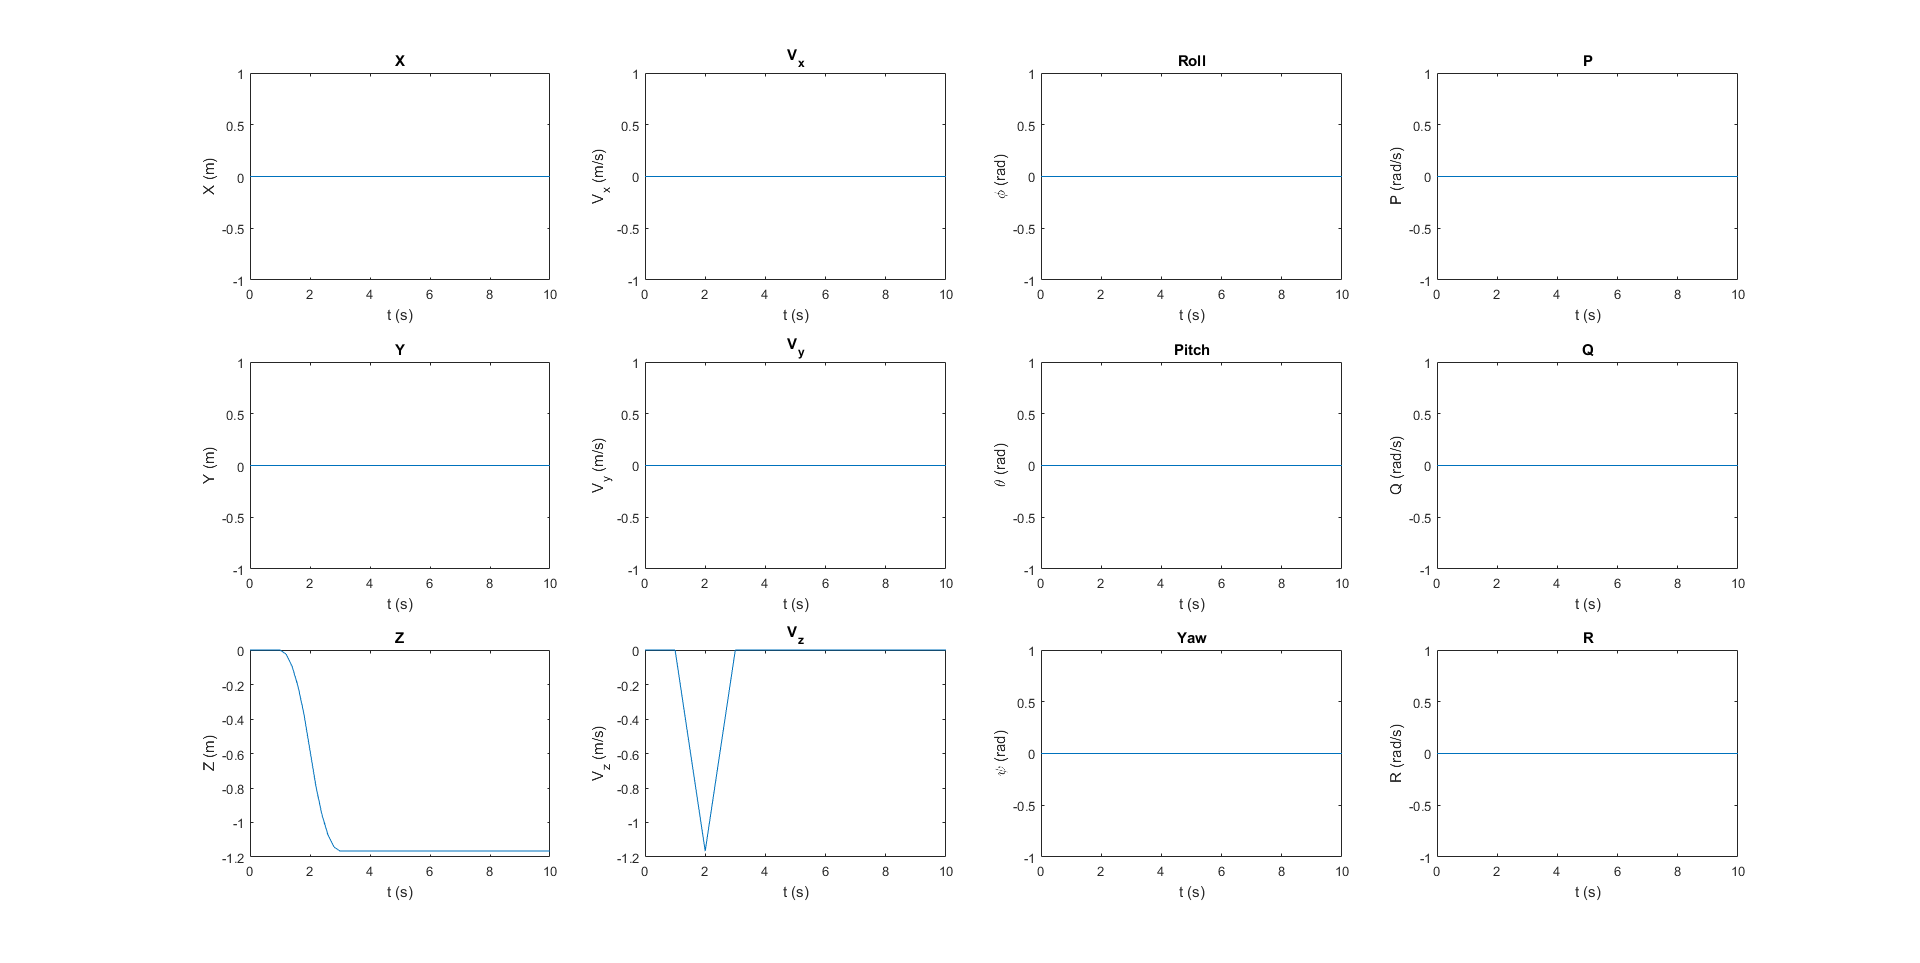 X
1
0.5
0
-0.5
-1
X (m)
0 2 4 6 8 10
t (s)
V_x
1
0.5
0
-0.5
-1
V_x (m/s)
0 2 4 6 8 10
t (s)
Roll
1
0.5
0
-0.5
-1
ϕ (rad)
0 2 4 6 8 10
t (s)
P
1
0.5
0
-0.5
-1
P (rad/s)
0 2 4 6 8 10
t (s)
Y
1
0.5
0
-0.5
-1
Y (m)
0 2 4 6 8 10
t (s)
V_y
1
0.5
0
-0.5
-1
V_y (m/s)
0 2 4 6 8 10
t (s)
Pitch
1
0.5
0
-0.5
-1
θ (rad)
0 2 4 6 8 10
t (s)
Q
1
0.5
0
-0.5
-1
Q (rad/s)
0 2 4 6 8 10
t (s)
Z
0
-0.2
-0.4
-0.6
-0.8
-1
-1.2
Z (m)
0 2 4 6 8 10
t (s)
V_z
0
-0.2
-0.4
-0.6
-0.8
-1
-1.2
V_z (m/s)
0 2 4 6 8 10
t (s)
Yaw
1
0.5
0
-0.5
-1
ψ (rad)
0 2 4 6 8 10
t (s)
R
1
0.5
0
-0.5
-1
R (rad/s)
0 2 4 6 8 10
t (s)